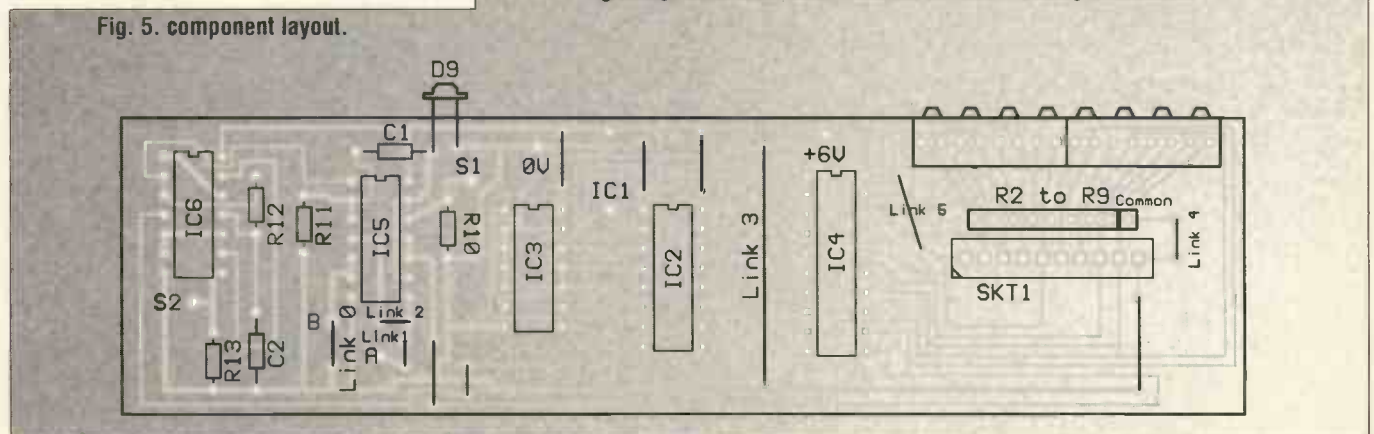 Fig. 5. component layout.
D9
C1
S1
0V
IC1
+6V
IC6
R12
R11
IC5
R10
IC3
IC2
Link 3
IC4
Link 5
R2 to R9 Common
Link 4
SKT1
S2
B
Link 0
Link 2
Link1
R13
C2